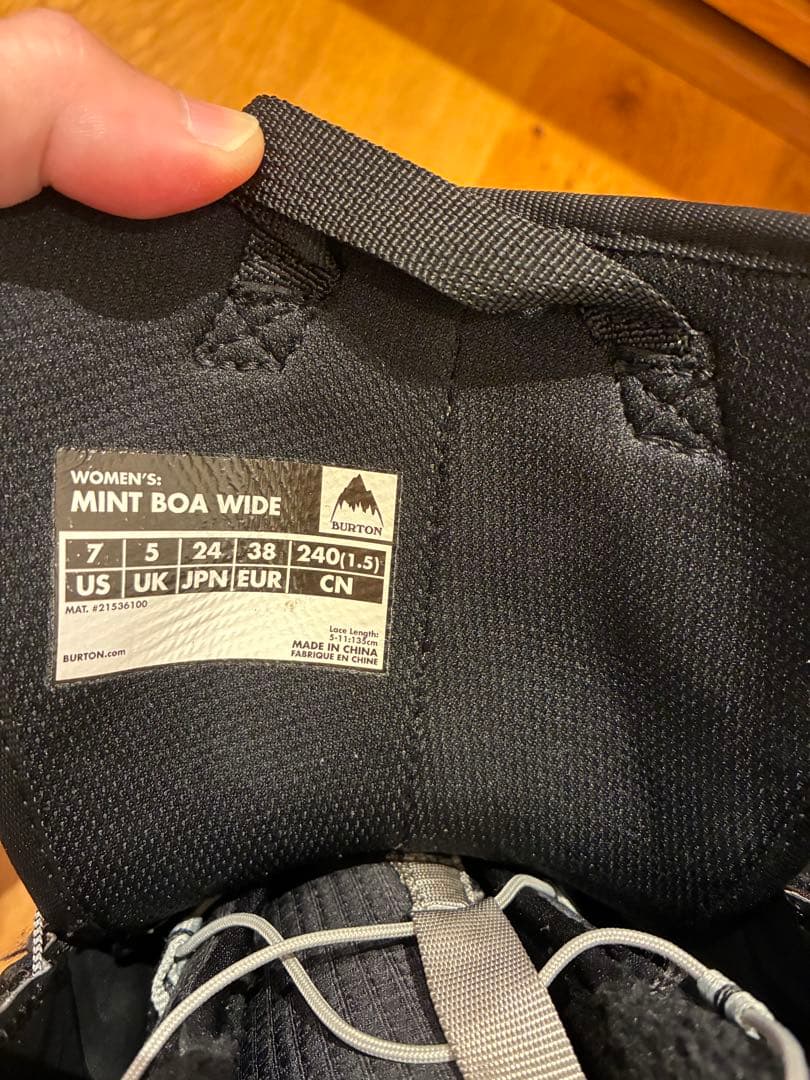 WOMEN'S:
MINT BOA WIDE
BURTON
7 5 24 38 240(1.5)
US UK JPN EUR CN
MAT. #21536100
Lace Length:
5-11:135cm
MADE IN CHINA
FABRIQUE EN CHINE
BURTON.com